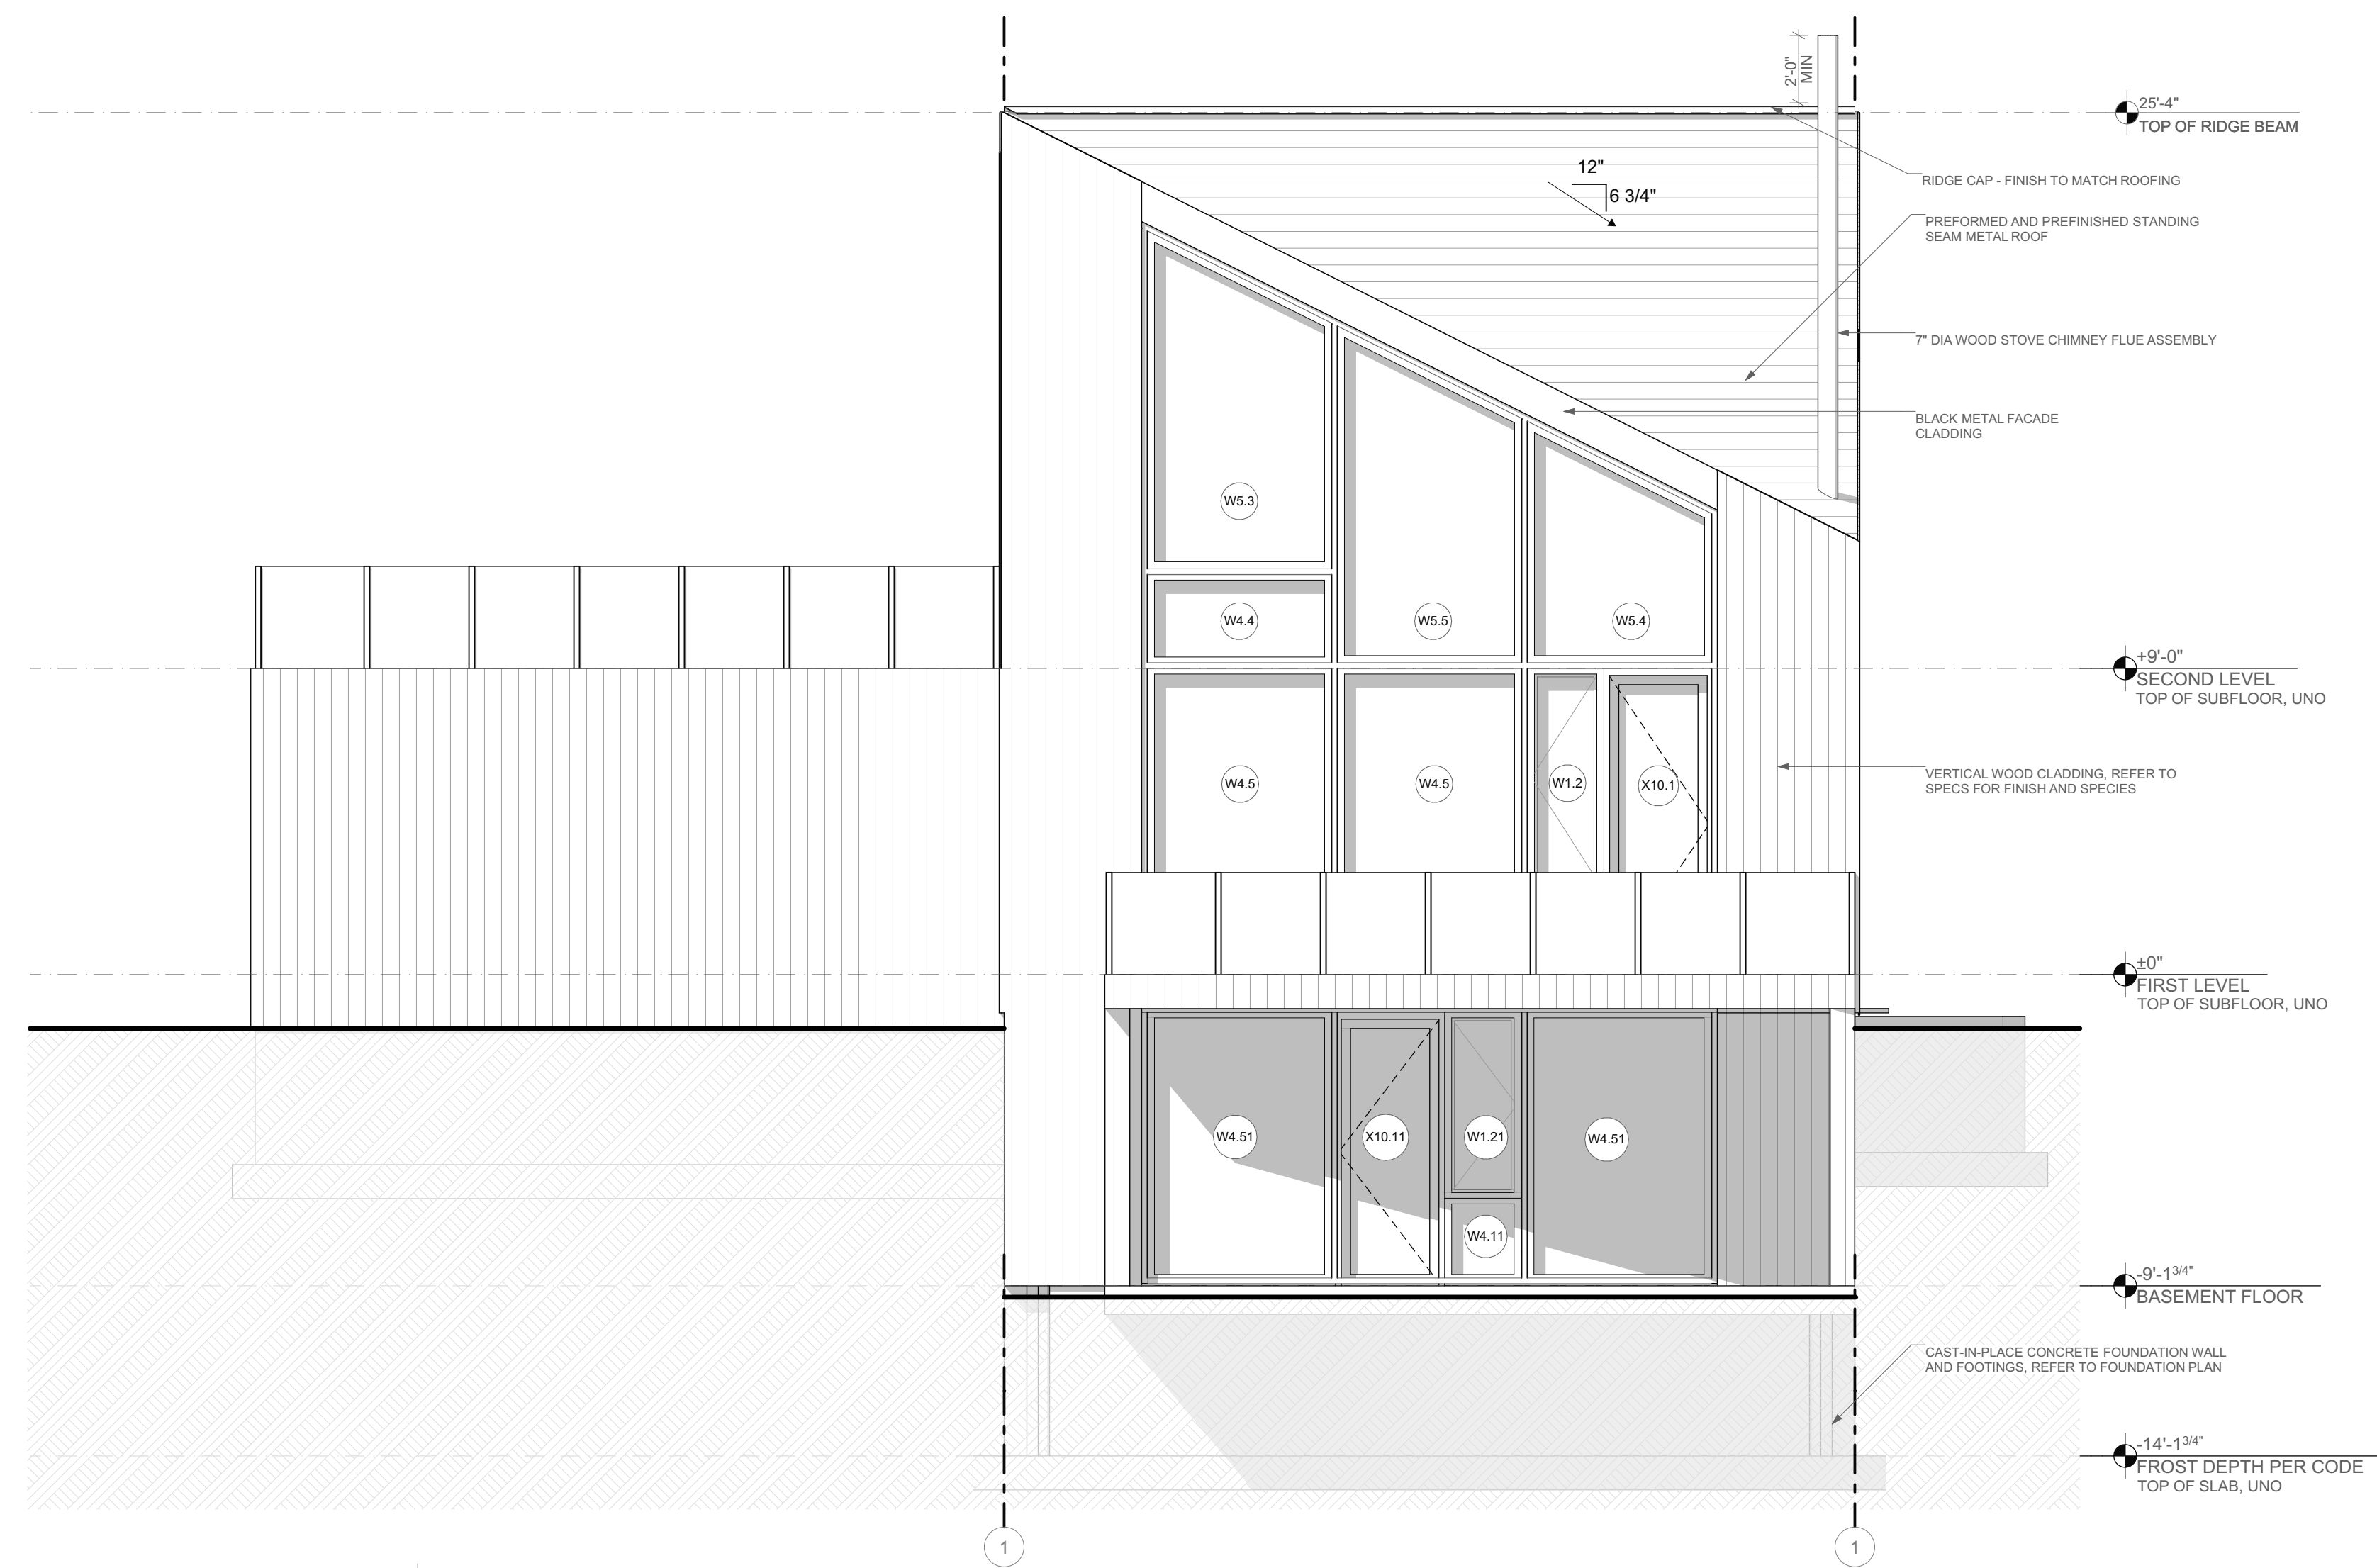 2'-0"
MIN
25'-4"
TOP OF RIDGE BEAM
12"
6 3/4"
RIDGE CAP - FINISH TO MATCH ROOFING
PREFORMED AND PREFINISHED STANDING
SEAM METAL ROOF
7" DIA WOOD STOVE CHIMNEY FLUE ASSEMBLY
BLACK METAL FACADE
CLADDING
W5.3
W4.4
W5.5
W5.4
+9'-0"
SECOND LEVEL
TOP OF SUBFLOOR, UNO
W4.5
W4.5
W1.2
X10.1
VERTICAL WOOD CLADDING, REFER TO
SPECS FOR FINISH AND SPECIES
±0"
FIRST LEVEL
TOP OF SUBFLOOR, UNO
W4.51
X10.11
W1.21
W4.51
W4.11
-9'-1 3/4"
BASEMENT FLOOR
CAST-IN-PLACE CONCRETE FOUNDATION WALL
AND FOOTINGS, REFER TO FOUNDATION PLAN
-14'-1 3/4"
FROST DEPTH PER CODE
TOP OF SLAB, UNO
1
1